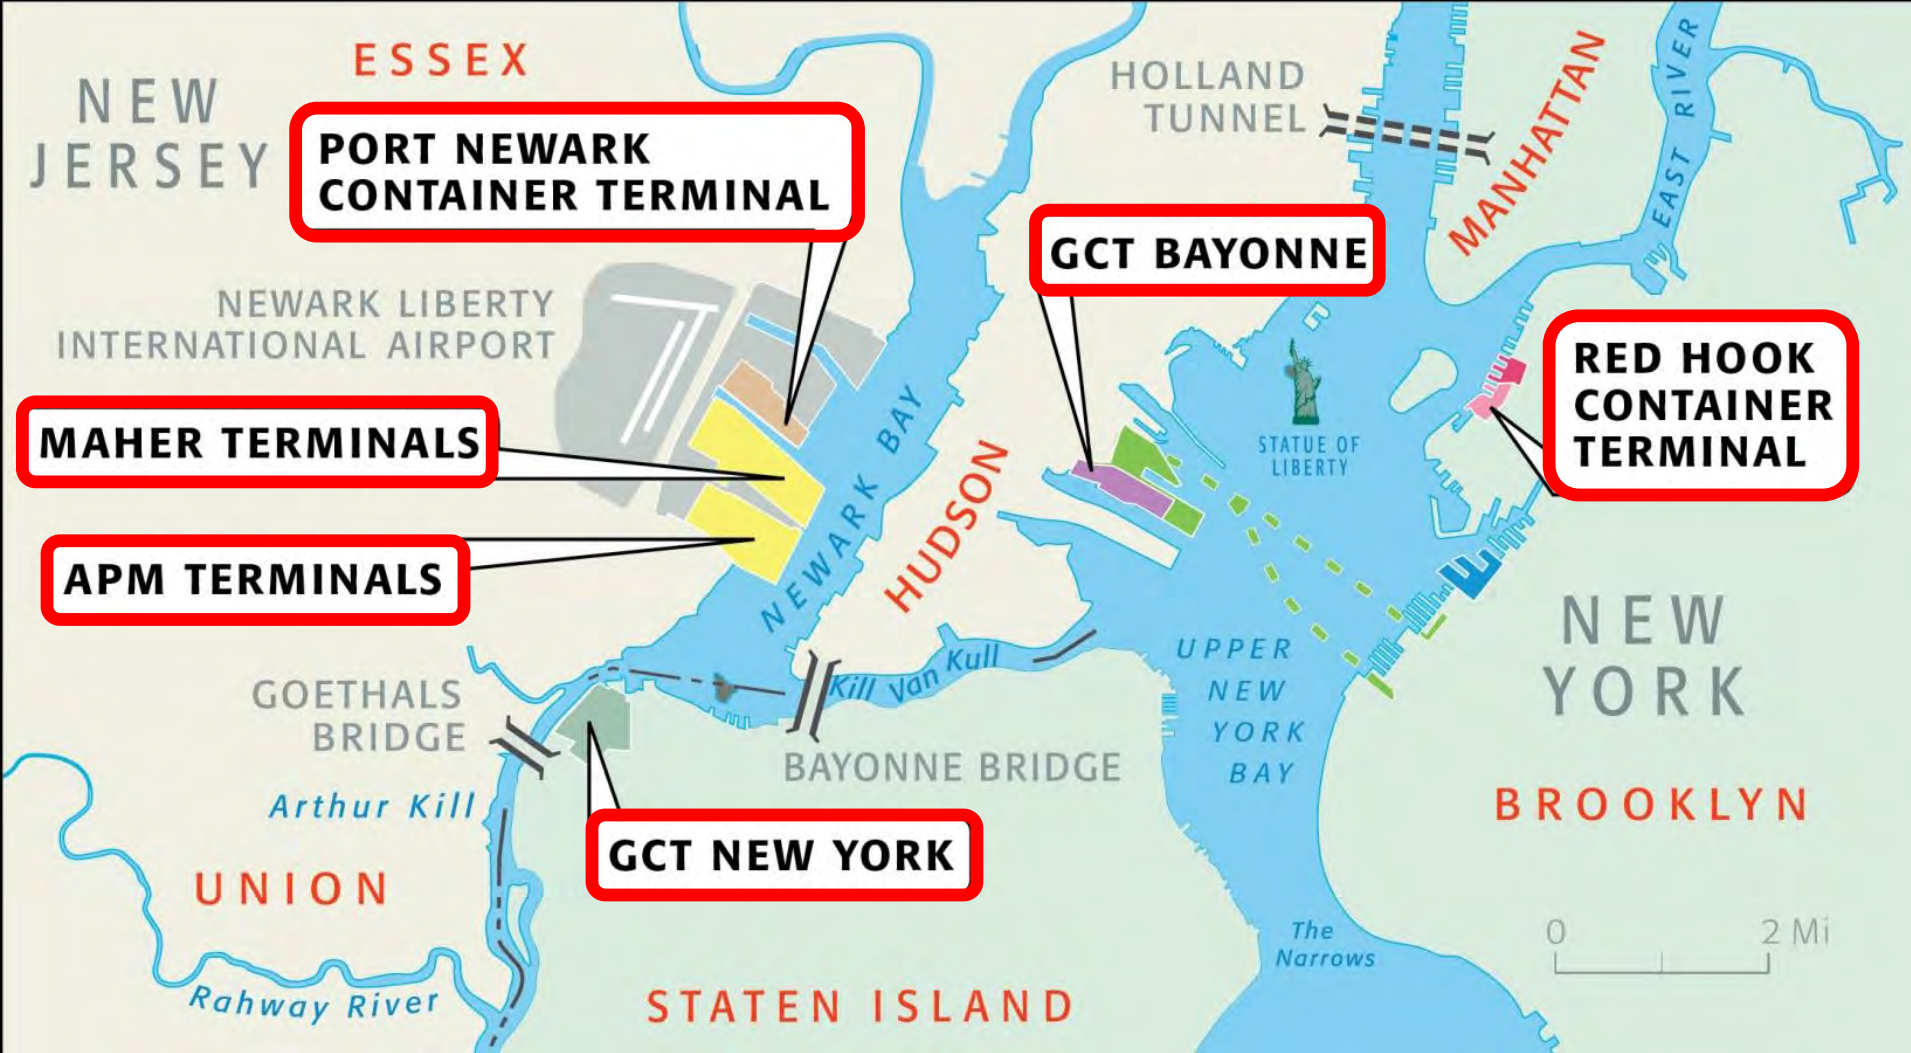 ESSEX
NEW
JERSEY
PORT NEWARK
CONTAINER TERMINAL
HOLLAND
TUNNEL
MANHATTAN
EAST RIVER
GCT BAYONNE
NEWARK LIBERTY
INTERNATIONAL AIRPORT
RED HOOK
CONTAINER
TERMINAL
MAHER TERMINALS
NEWARK BAY
HUDSON
STATUE OF
LIBERTY
APM TERMINALS
NEW
YORK
GOETHALS
BRIDGE
Kill Van Kull
UPPER
NEW
YORK
BAY
BAYONNE BRIDGE
Arthur Kill
BROOKLYN
GCT NEW YORK
UNION
The
Narrows
0 2 Mi
Rahway River
STATEN ISLAND